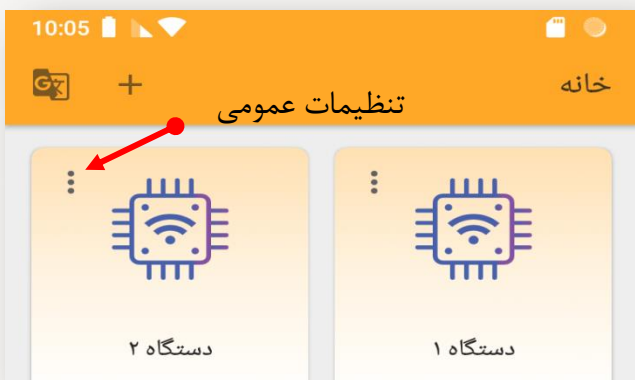 10:05
خانه
تنظیمات عمومی
دستگاه ۱
دستگاه ۲